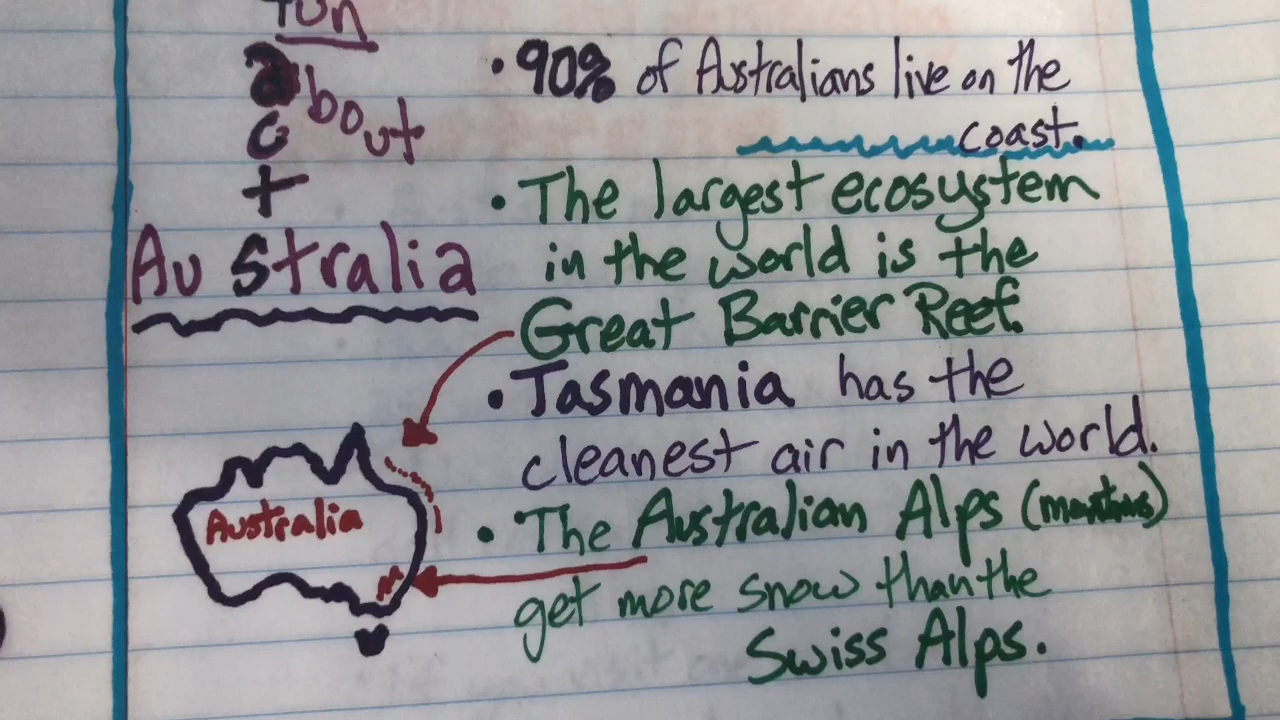 fun
about
c
t
Australia
• 90% of Australians live on the
coast.
• The largest ecosystem
in the world is the
Great Barrier Reef.
• Tasmania has the
cleanest air in the world.
• The Australian Alps (mountains)
get more snow than the
Swiss Alps.
Australia